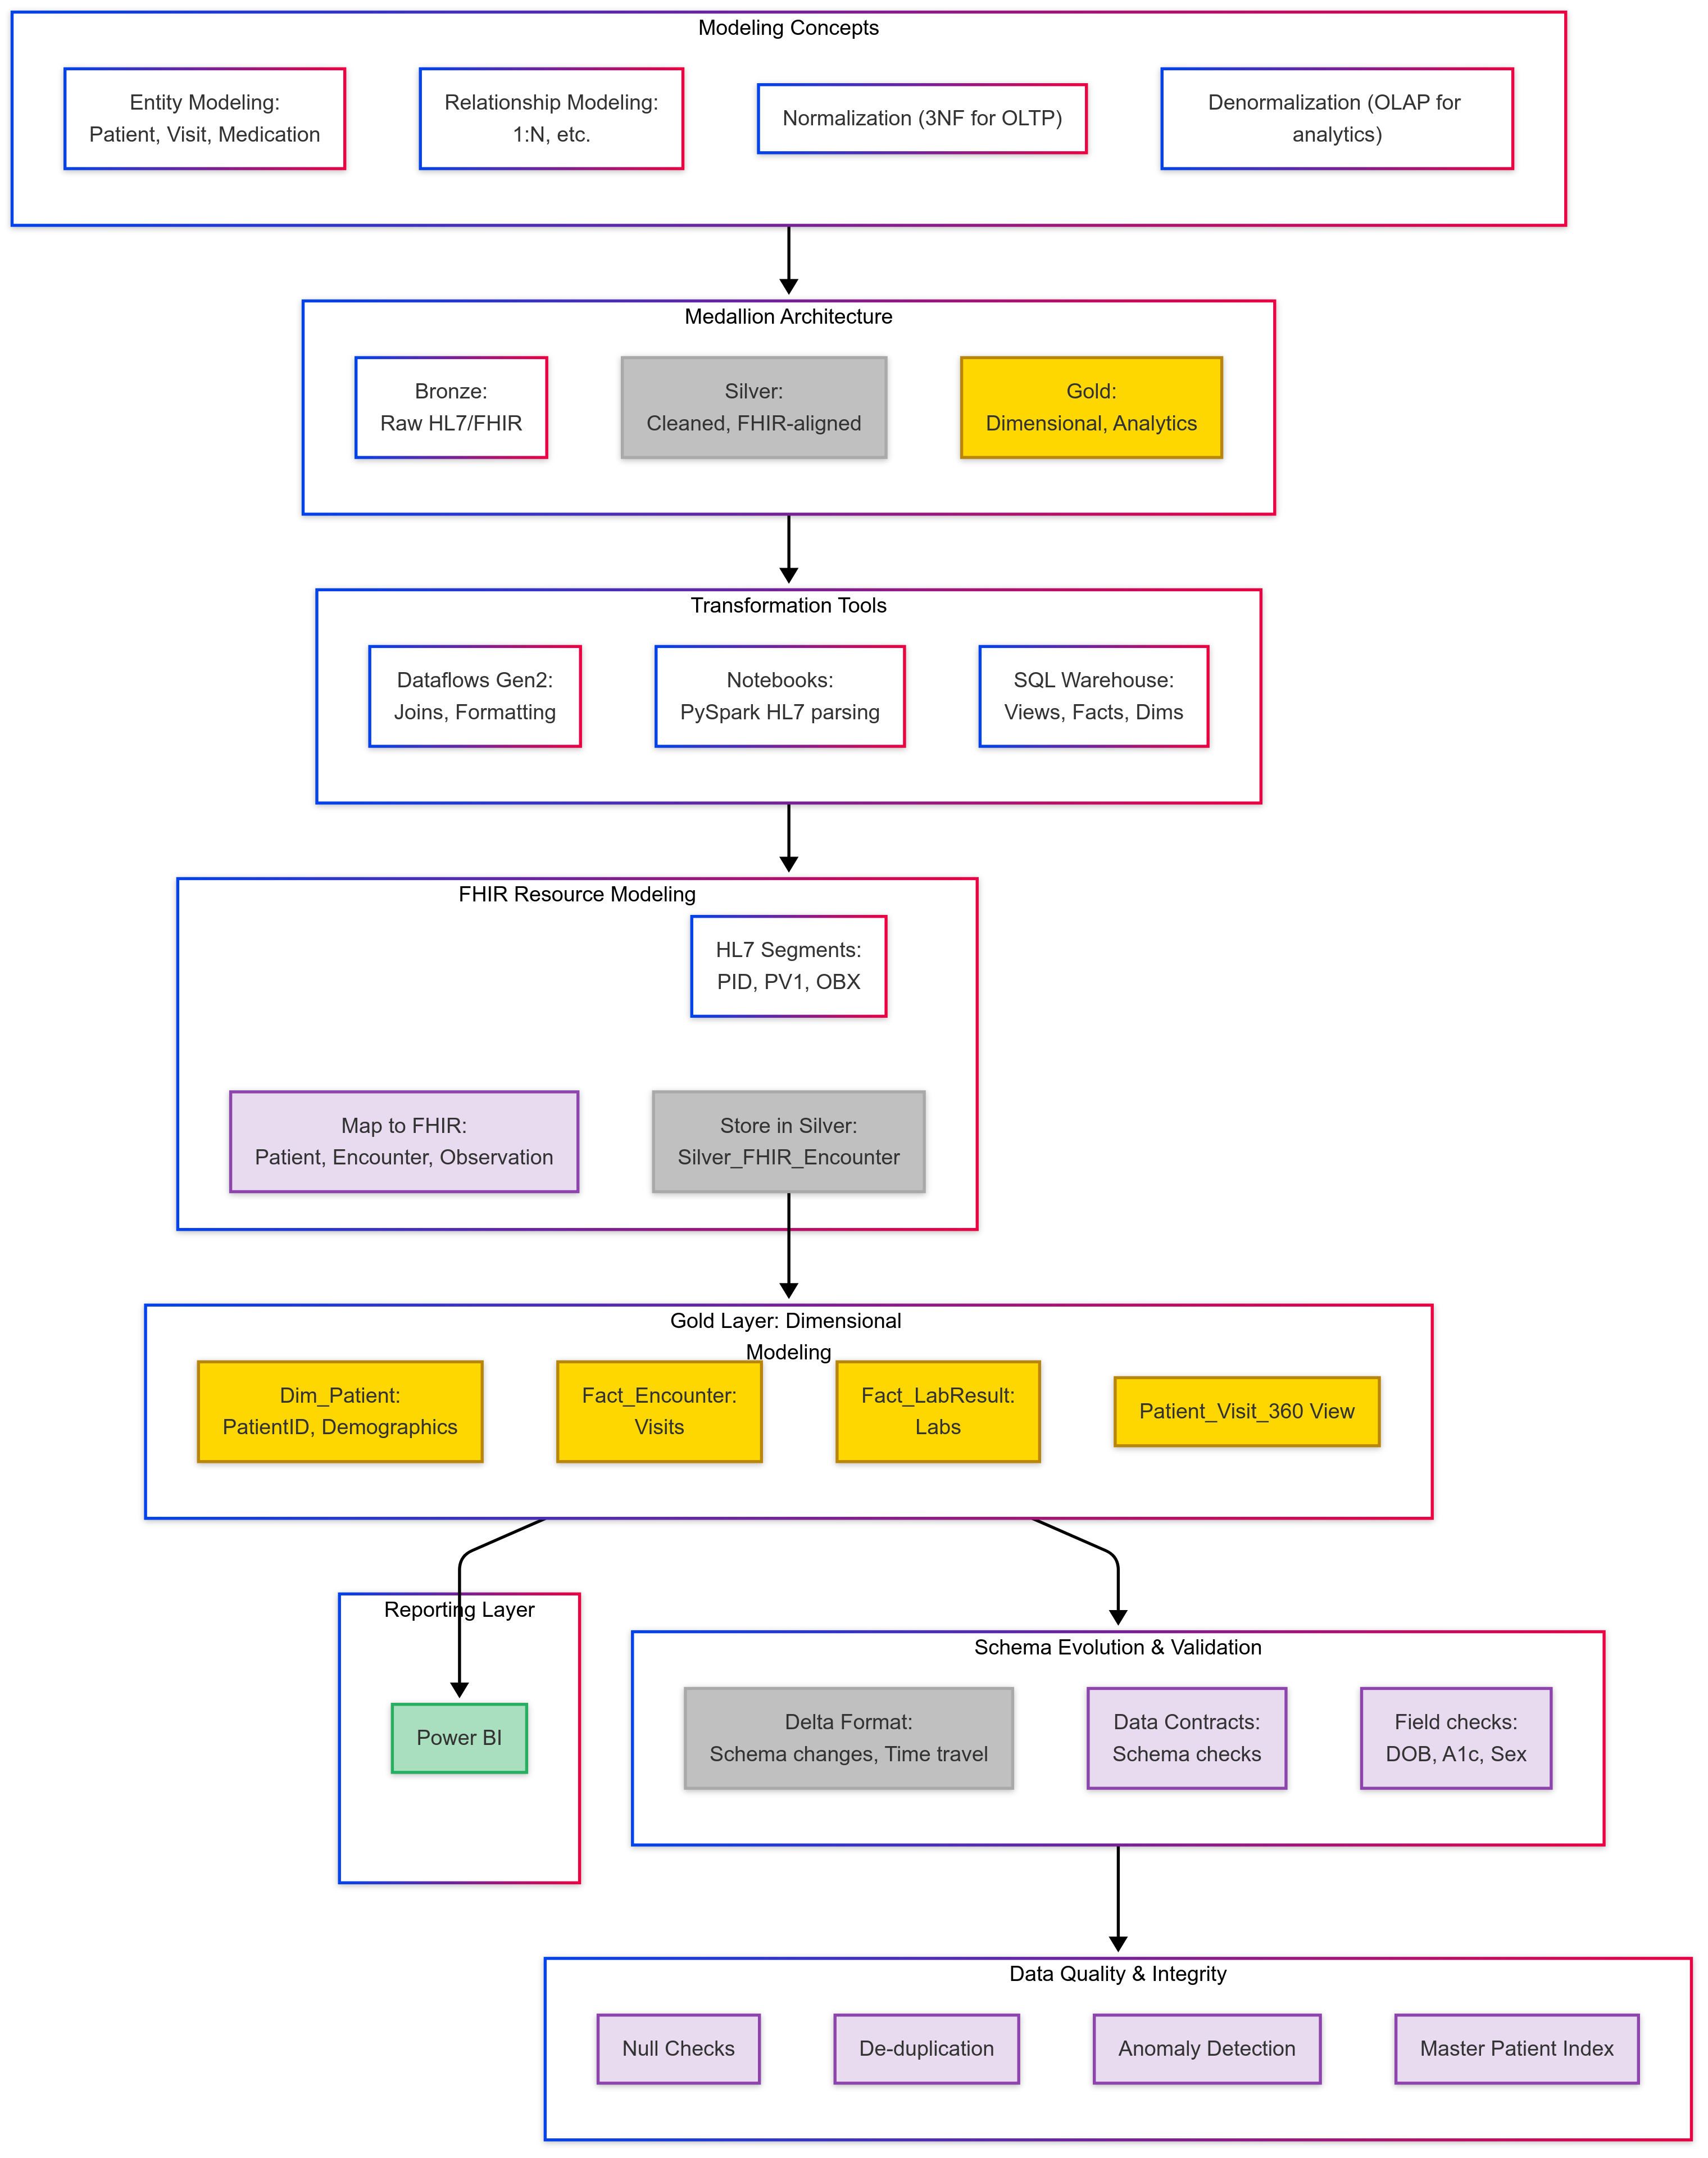 Modeling Concepts
Entity Modeling:
Patient, Visit, Medication
Relationship Modeling:
1:N, etc.
Normalization (3NF for OLTP)
Denormalization (OLAP for
analytics)
Medallion Architecture
Bronze:
Raw HL7/FHIR
Silver:
Cleaned, FHIR-aligned
Gold:
Dimensional, Analytics
Transformation Tools
Dataflows Gen2:
Joins, Formatting
Notebooks:
PySpark HL7 parsing
SQL Warehouse:
Views, Facts, Dims
FHIR Resource Modeling
HL7 Segments:
PID, PV1, OBX
Map to FHIR:
Patient, Encounter, Observation
Store in Silver:
Silver_FHIR_Encounter
Gold Layer: Dimensional
Modeling
Dim_Patient:
PatientID, Demographics
Fact_Encounter:
Visits
Fact_LabResult:
Labs
Patient_Visit_360 View
Reporting Layer
Power BI
Schema Evolution & Validation
Delta Format:
Schema changes, Time travel
Data Contracts:
Schema checks
Field checks:
DOB, A1c, Sex
Data Quality & Integrity
Null Checks
De-duplication
Anomaly Detection
Master Patient Index